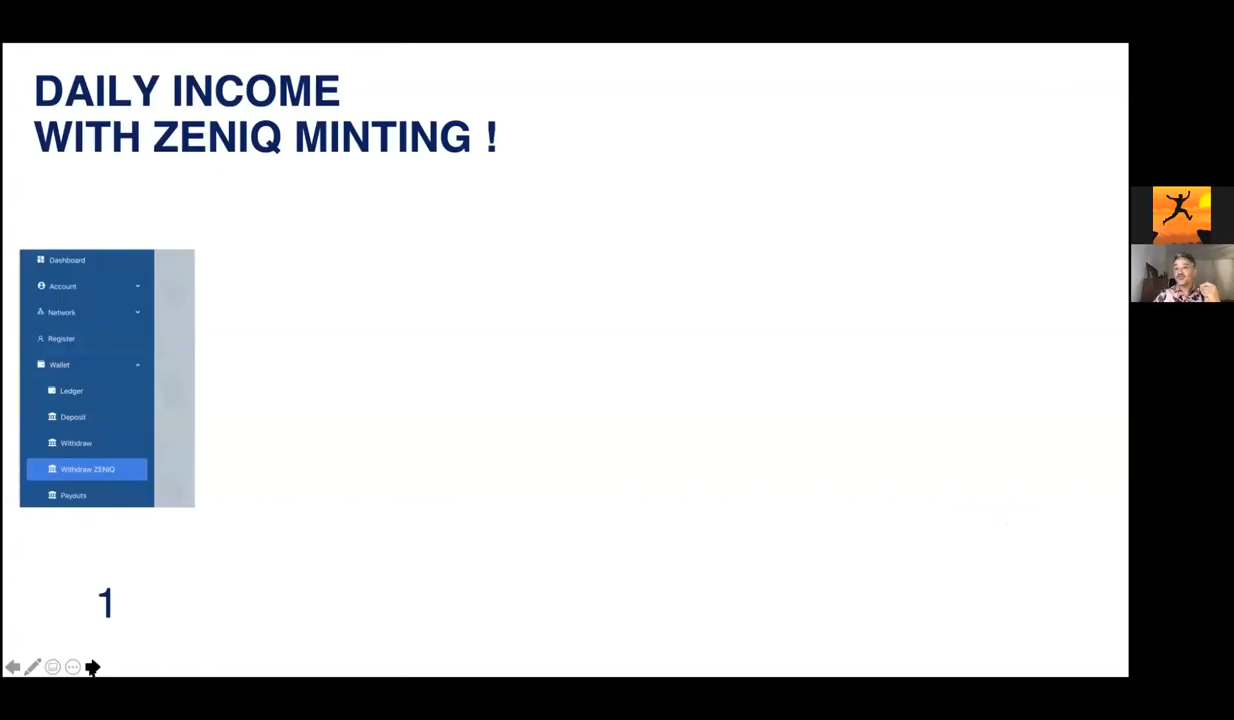 DAILY INCOME
WITH ZENIQ MINTING !
Dashboard
Account
Network
Register
Wallet
Ledger
Deposit
Withdraw
Withdraw ZENIQ
Payouts
1